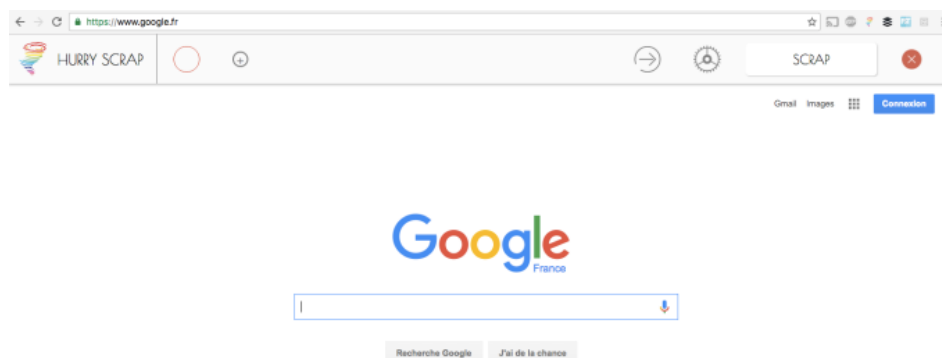 https://www.google.fr
HURRY SCRAP
SCRAP
Gmail Images
Connexion
Google
France
Recherche Google J'ai de la chance